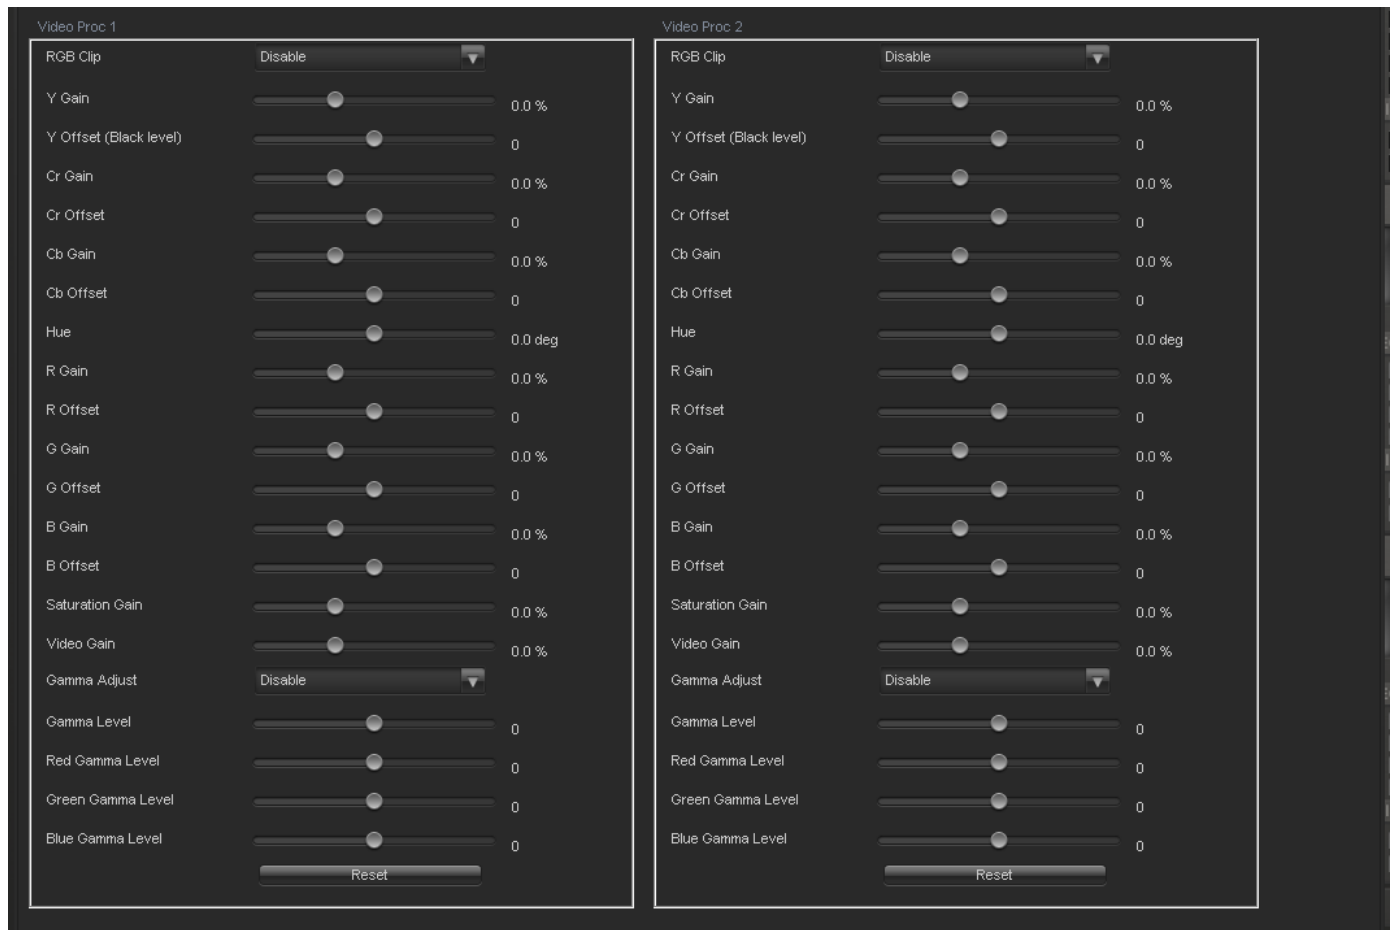 Video Proc 1
RGB Clip Disable
Y Gain 0.0 %
Y Offset (Black level) 0
Cr Gain 0.0 %
Cr Offset 0
Cb Gain 0.0 %
Cb Offset 0
Hue 0.0 deg
R Gain 0.0 %
R Offset 0
G Gain 0.0 %
G Offset 0
B Gain 0.0 %
B Offset 0
Saturation Gain 0.0 %
Video Gain 0.0 %
Gamma Adjust Disable
Gamma Level 0
Red Gamma Level 0
Green Gamma Level 0
Blue Gamma Level 0
Reset
Video Proc 2
RGB Clip Disable
Y Gain 0.0 %
Y Offset (Black level) 0
Cr Gain 0.0 %
Cr Offset 0
Cb Gain 0.0 %
Cb Offset 0
Hue 0.0 deg
R Gain 0.0 %
R Offset 0
G Gain 0.0 %
G Offset 0
B Gain 0.0 %
B Offset 0
Saturation Gain 0.0 %
Video Gain 0.0 %
Gamma Adjust Disable
Gamma Level 0
Red Gamma Level 0
Green Gamma Level 0
Blue Gamma Level 0
Reset